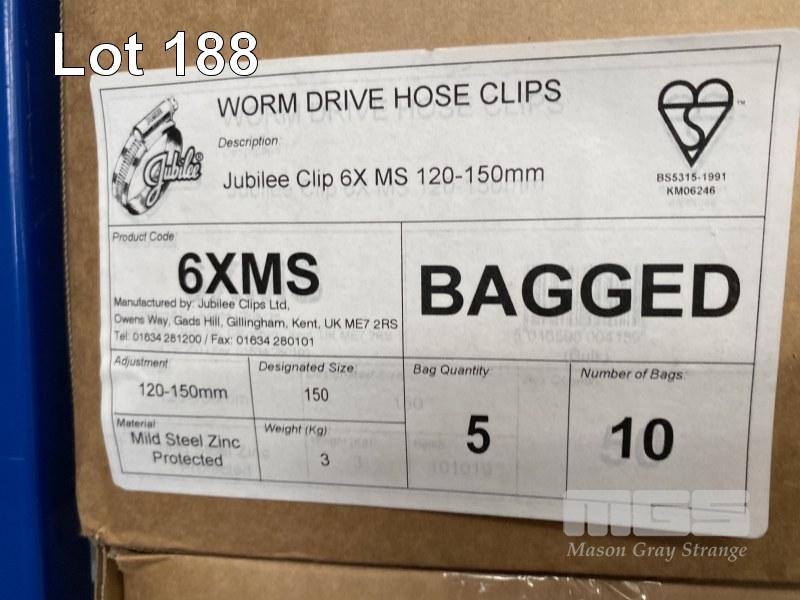 Lot 188
WORM DRIVE HOSE CLIPS
Description:
Jubilee Clip 6X MS 120-150mm
Jubilee®
BS5315-1991
KM06246
™
Product Code
6XMS
Manufactured by: Jubilee Clips Ltd,
Owens Way, Gads Hill, Gillingham, Kent, UK ME7 2RS
Tel: 01634 281200 / Fax: 01634 280101
BAGGED
Adjustment
120-150mm
Designated Size:
150
Bag Quantity
5
Number of Bags:
10
Material
Mild Steel Zinc
Protected
Weight (Kg)
3
MGS
Mason Gray Strange